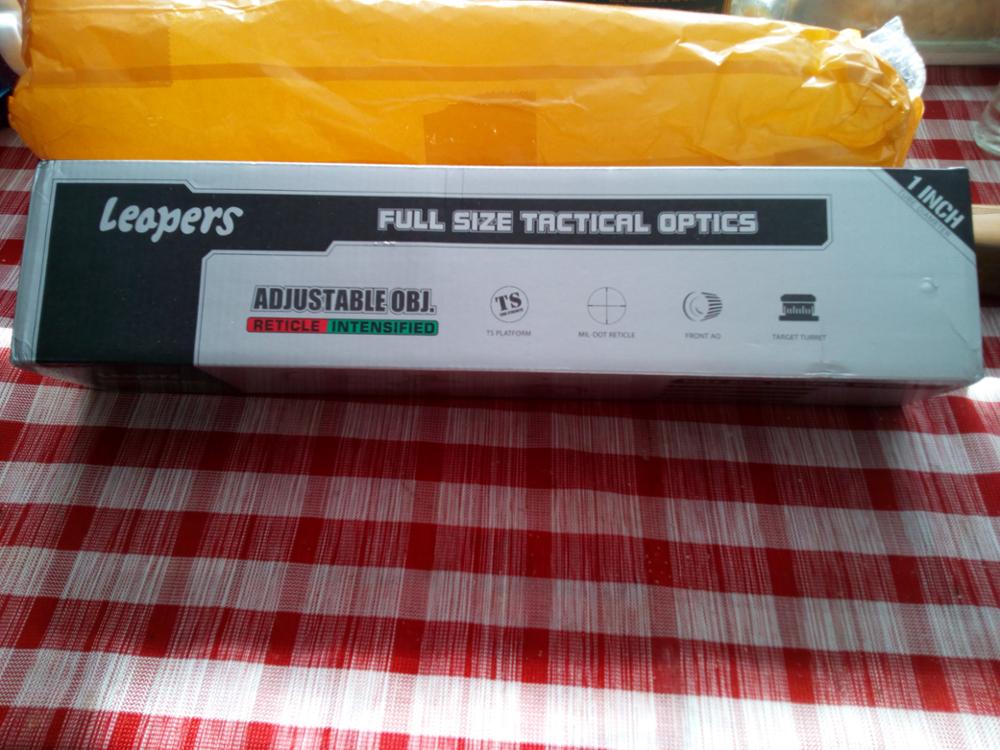 Leapers
FULL SIZE TACTICAL OPTICS
1 INCH
ADJUSTABLE OBJ.
RETICLE INTENSIFIED
TS
TS PLATFORM
MIL-DOT RETICLE
FRONT AO
TARGET TURRET